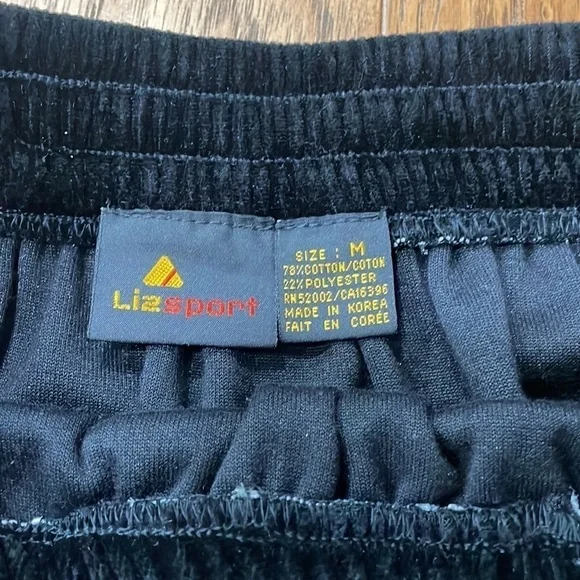 Lizsport
SIZE : M
78%COTTON/COTON
22%POLYESTER
RN52002/CA16396
MADE IN KOREA
FAIT EN CORÉE